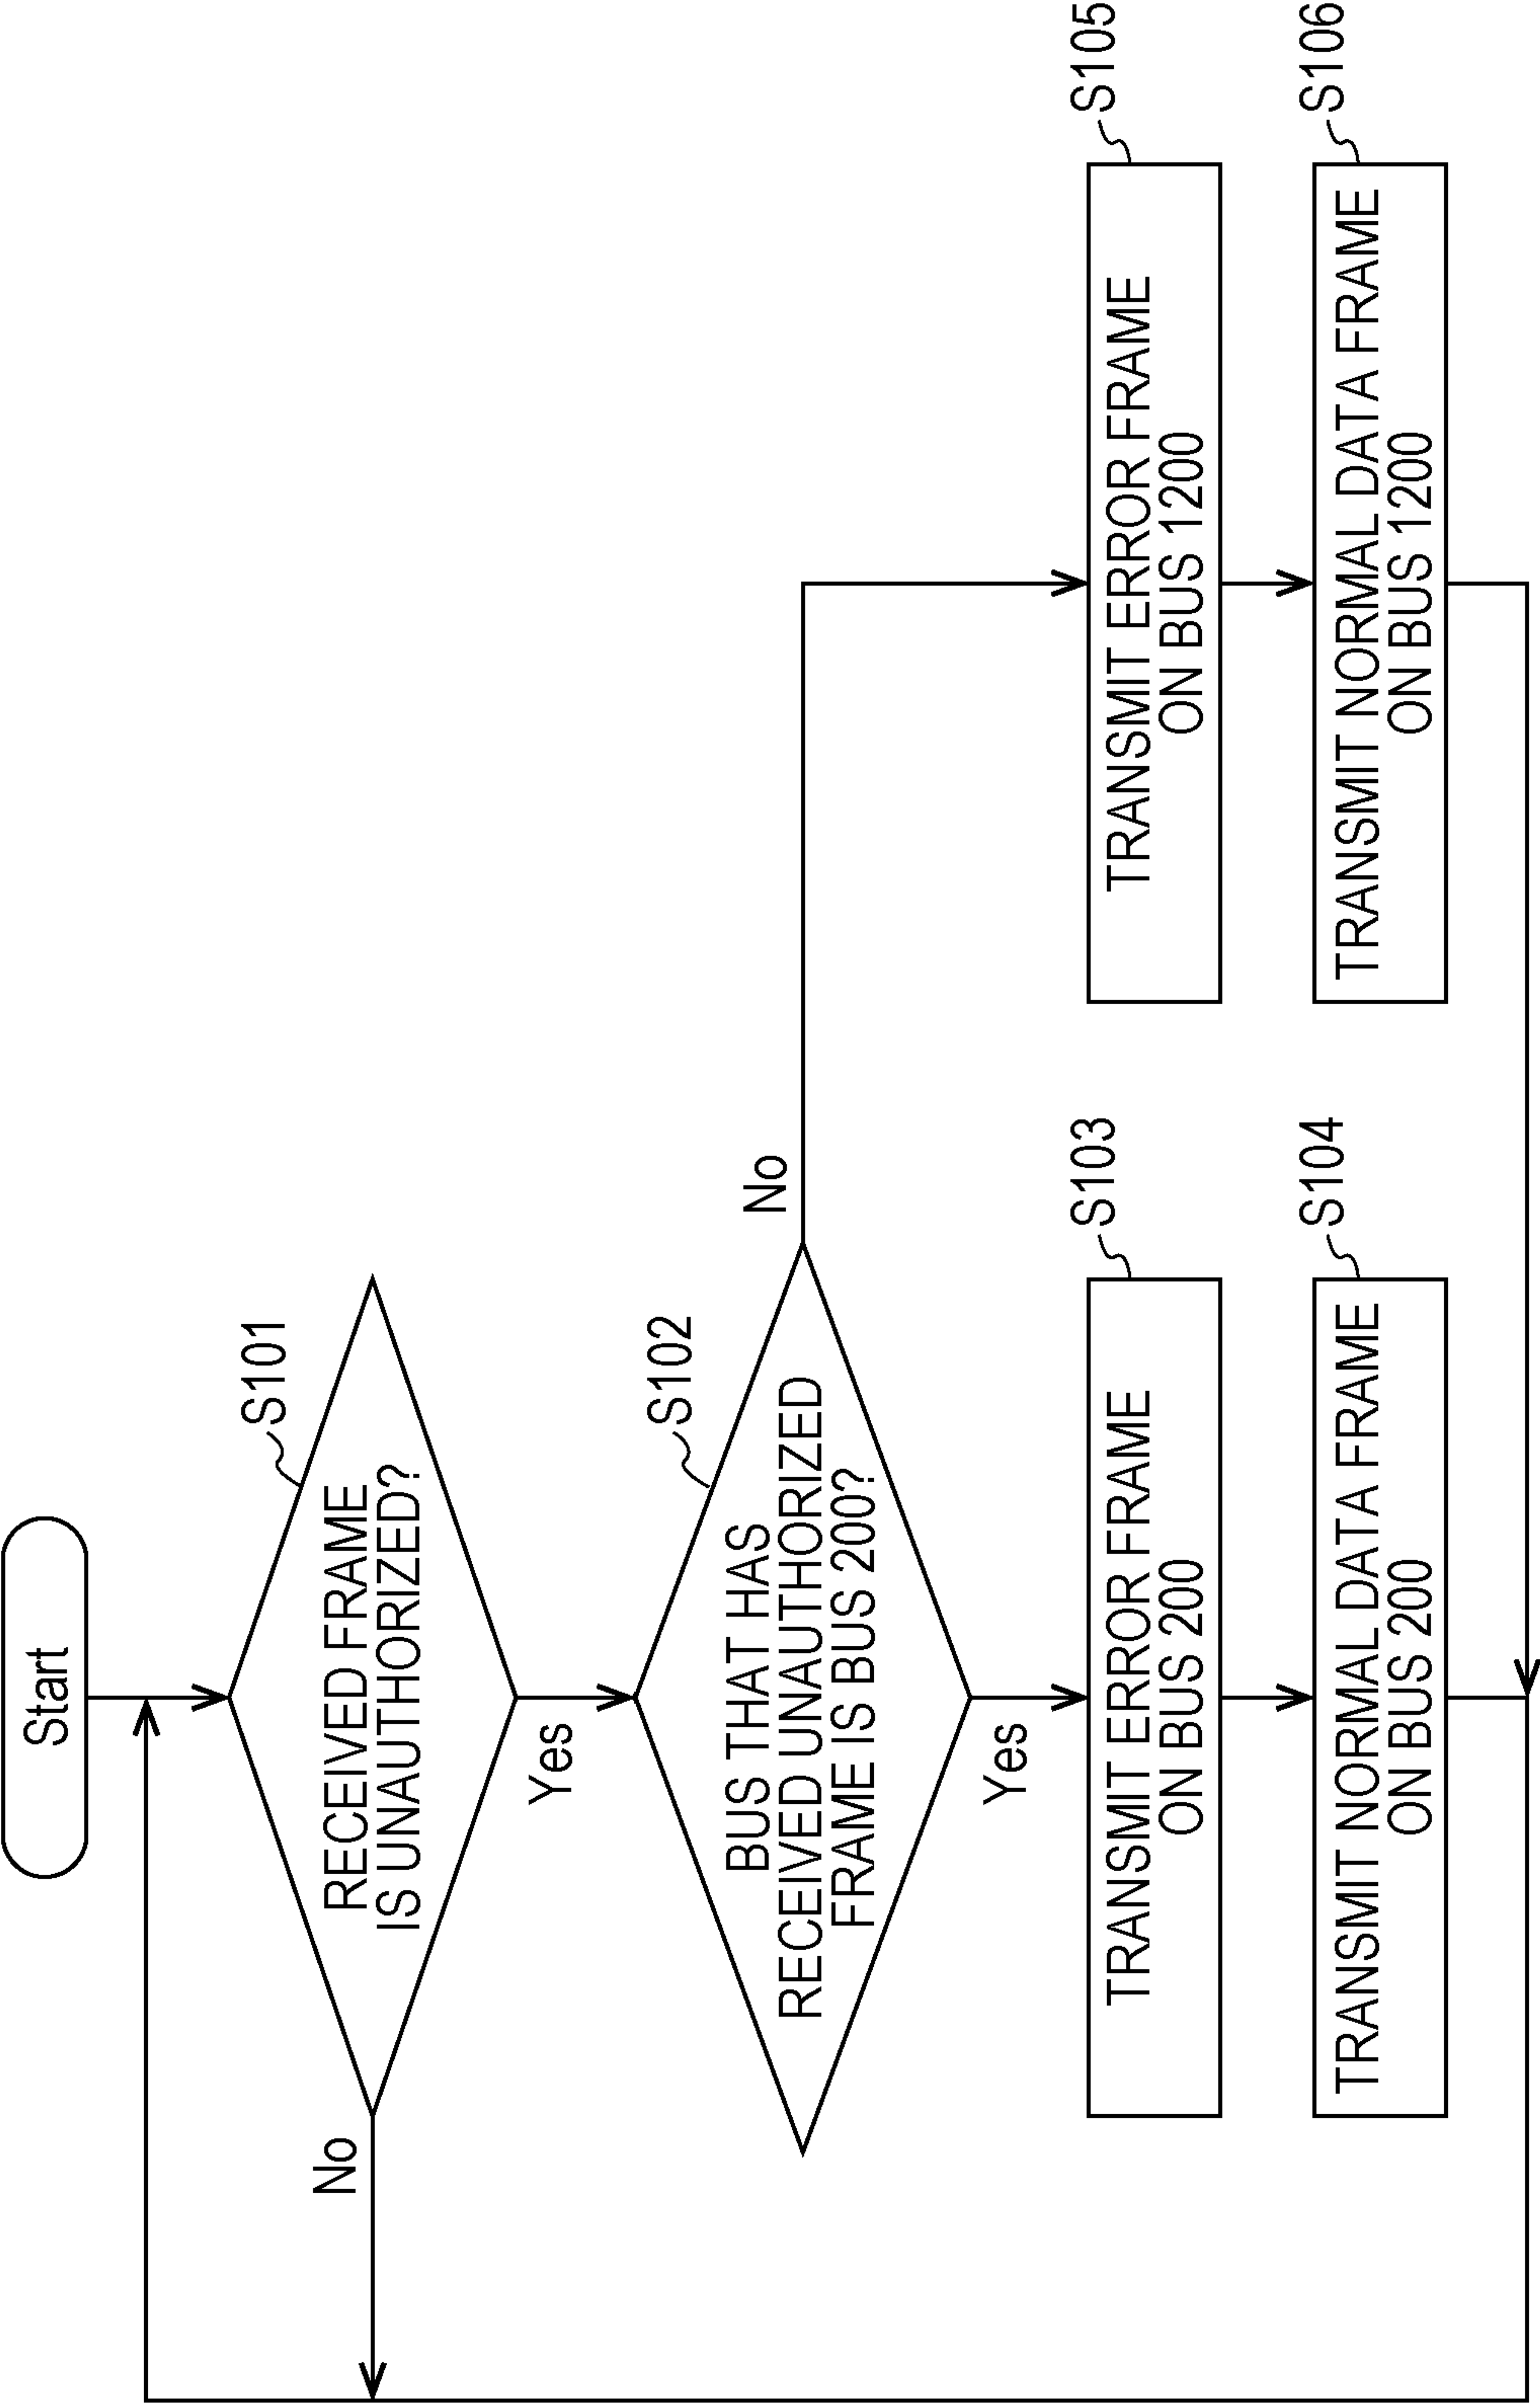 Start
S101
RECEIVED FRAME
IS UNAUTHORIZED?
No
Yes
S102
BUS THAT HAS
RECEIVED UNAUTHORIZED
FRAME IS BUS 200?
No
Yes
S103
TRANSMIT ERROR FRAME
ON BUS 200
S105
TRANSMIT ERROR FRAME
ON BUS 1200
S104
TRANSMIT NORMAL DATA FRAME
ON BUS 200
S106
TRANSMIT NORMAL DATA FRAME
ON BUS 1200